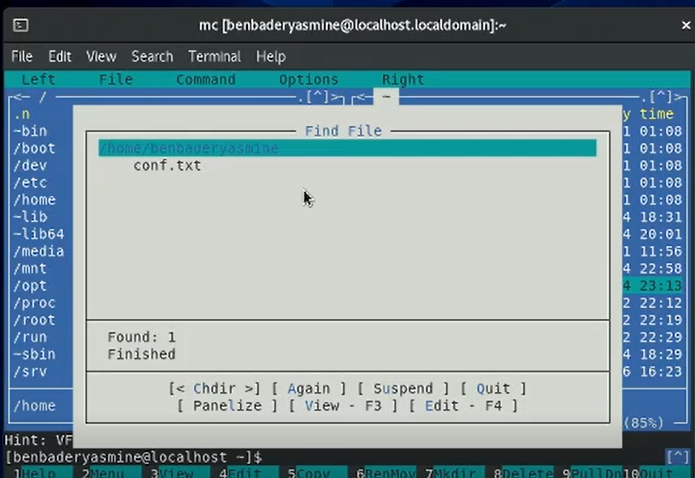 mc [benbaderyasmine@localhost.localdomain]:~
File Edit View Search Terminal Help
Left File Command Options Right
<— / .[^]> <— ~ .[^]>
.n y time
~bin 1 01:08
/boot 1 01:08
/dev 1 01:08
/etc 1 01:08
/home 1 01:08
~lib 4 18:31
~lib64 4 20:01
/media 1 11:56
/mnt 4 22:58
/opt 4 23:13
/proc 2 22:12
/root 2 22:19
/run 2 22:29
~sbin 4 18:29
/srv 6 16:23
/home (85%)
Find File
/home/benbaderyasmine
conf.txt
Found: 1
Finished
[< Chdir >] [ Again ] [ Suspend ] [ Quit ]
[ Panelize ] [ View - F3 ] [ Edit - F4 ]
Hint: VF
[benbaderyasmine@localhost ~]$ [^]
1Help 2Menu 3View 4Edit 5Copy 6RenMov 7Mkdir 8Delete 9PullDn 10Quit